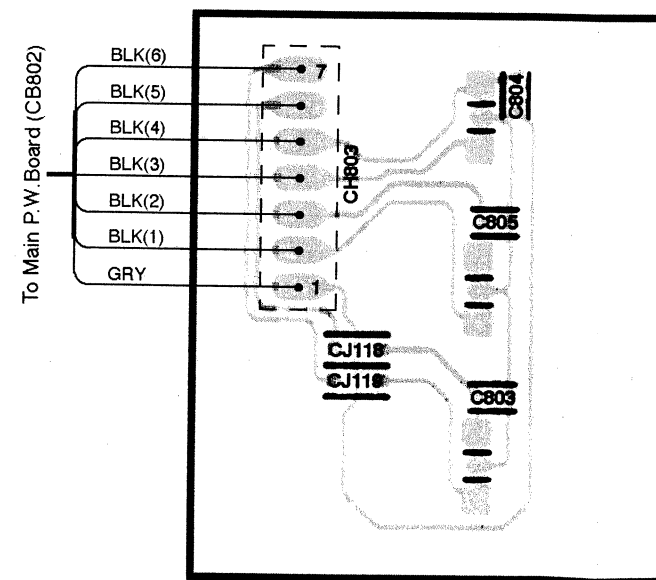 To Main P.W.Board (CB802)
BLK(6)
BLK(5)
BLK(4)
BLK(3)
BLK(2)
BLK(1)
GRY
7
1
CH803
C804
C805
CJ118
CJ119
C803